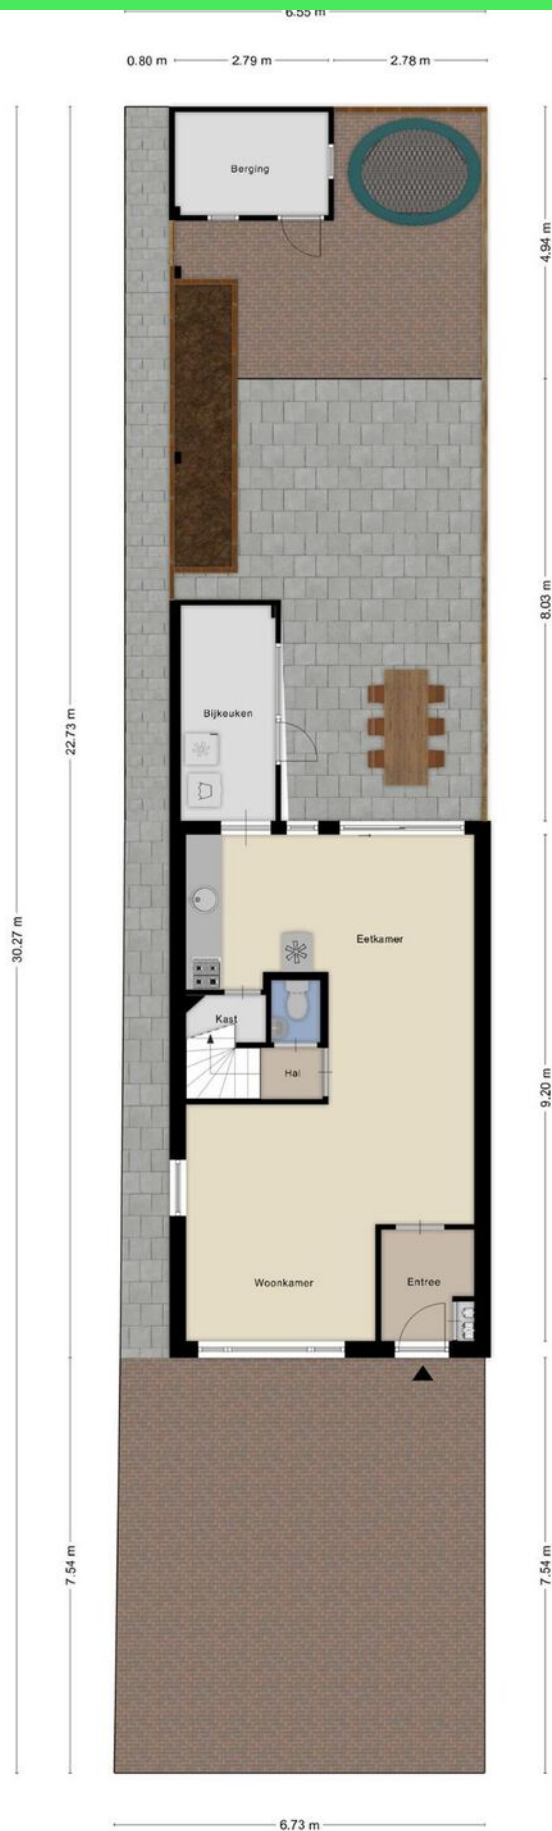 6.55 m
0.80 m
2.79 m
2.78 m
Berging
4.94 m
8.03 m
22.73 m
Bijkeuken
30.27 m
Eetkamer
Kast
Hal
9.20 m
Woonkamer
Entree
7.54 m
7.54 m
6.73 m